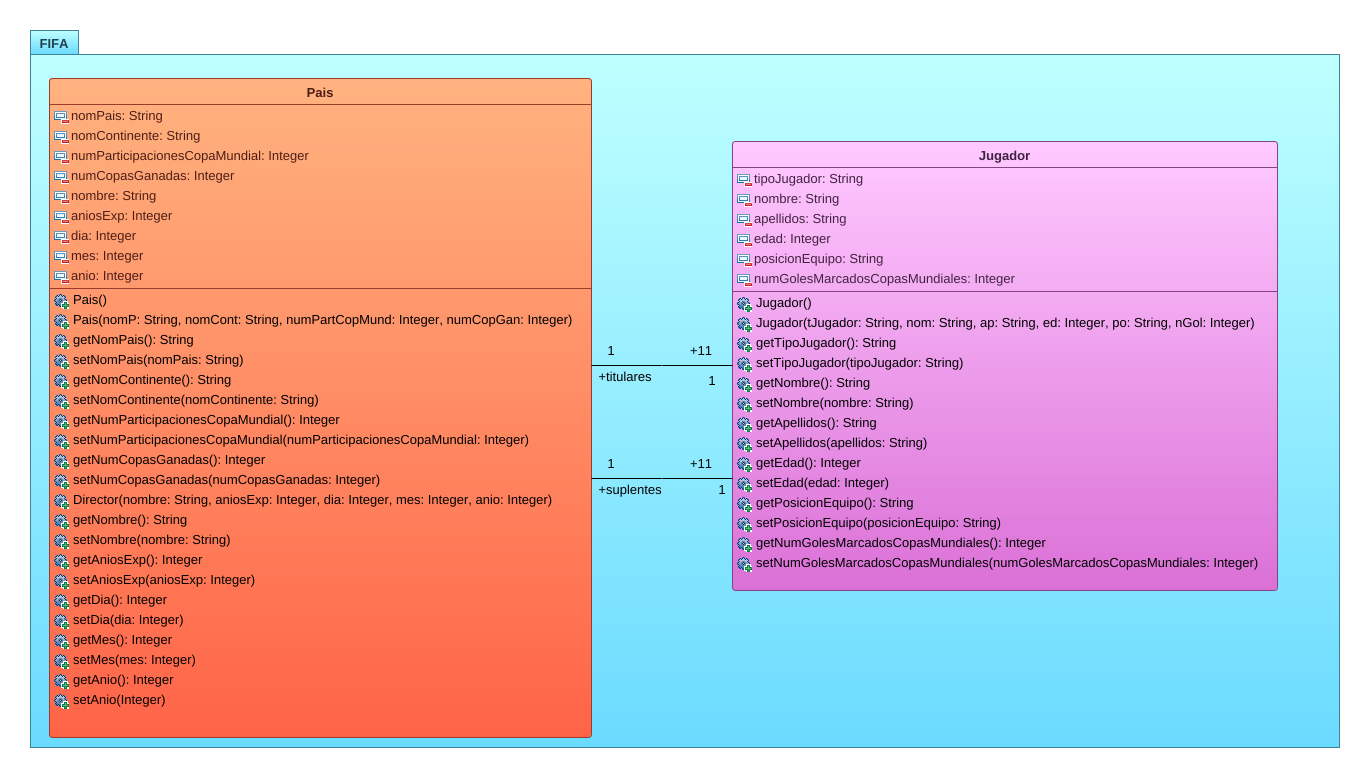 FIFA
Pais
nomPais: String
nomContinente: String
numParticipacionesCopaMundial: Integer
numCopasGanadas: Integer
nombre: String
aniosExp: Integer
dia: Integer
mes: Integer
anio: Integer
Pais()
Pais(nomP: String, nomCont: String, numPartCopMund: Integer, numCopGan: Integer)
getNomPais(): String
setNomPais(nomPais: String)
getNomContinente(): String
setNomContinente(nomContinente: String)
getNumParticipacionesCopaMundial(): Integer
setNumParticipacionesCopaMundial(numParticipacionesCopaMundial: Integer)
getNumCopasGanadas(): Integer
setNumCopasGanadas(numCopasGanadas: Integer)
Director(nombre: String, aniosExp: Integer, dia: Integer, mes: Integer, anio: Integer)
getNombre(): String
setNombre(nombre: String)
getAniosExp(): Integer
setAniosExp(aniosExp: Integer)
getDia(): Integer
setDia(dia: Integer)
getMes(): Integer
setMes(mes: Integer)
getAnio(): Integer
setAnio(Integer)
1 +11
+titulares 1
1 +11
+suplentes 1
Jugador
tipoJugador: String
nombre: String
apellidos: String
edad: Integer
posicionEquipo: String
numGolesMarcadosCopasMundiales: Integer
Jugador()
Jugador(tJugador: String, nom: String, ap: String, ed: Integer, po: String, nGol: Integer)
getTipoJugador(): String
setTipoJugador(tipoJugador: String)
getNombre(): String
setNombre(nombre: String)
getApellidos(): String
setApellidos(apellidos: String)
getEdad(): Integer
setEdad(edad: Integer)
getPosicionEquipo(): String
setPosicionEquipo(posicionEquipo: String)
getNumGolesMarcadosCopasMundiales(): Integer
setNumGolesMarcadosCopasMundiales(numGolesMarcadosCopasMundiales: Integer)